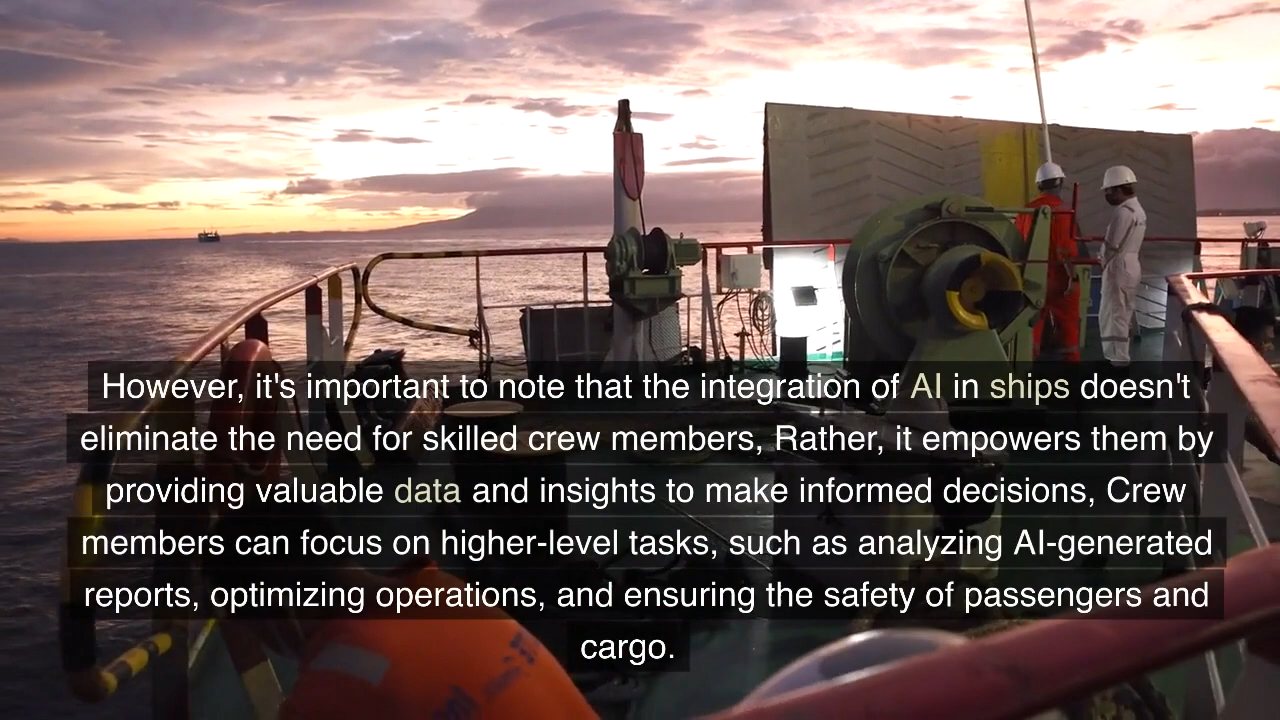 However, it's important to note that the integration of AI in ships doesn't
eliminate the need for skilled crew members, Rather, it empowers them by
providing valuable data and insights to make informed decisions, Crew
members can focus on higher-level tasks, such as analyzing AI-generated
reports, optimizing operations, and ensuring the safety of passengers and
cargo.